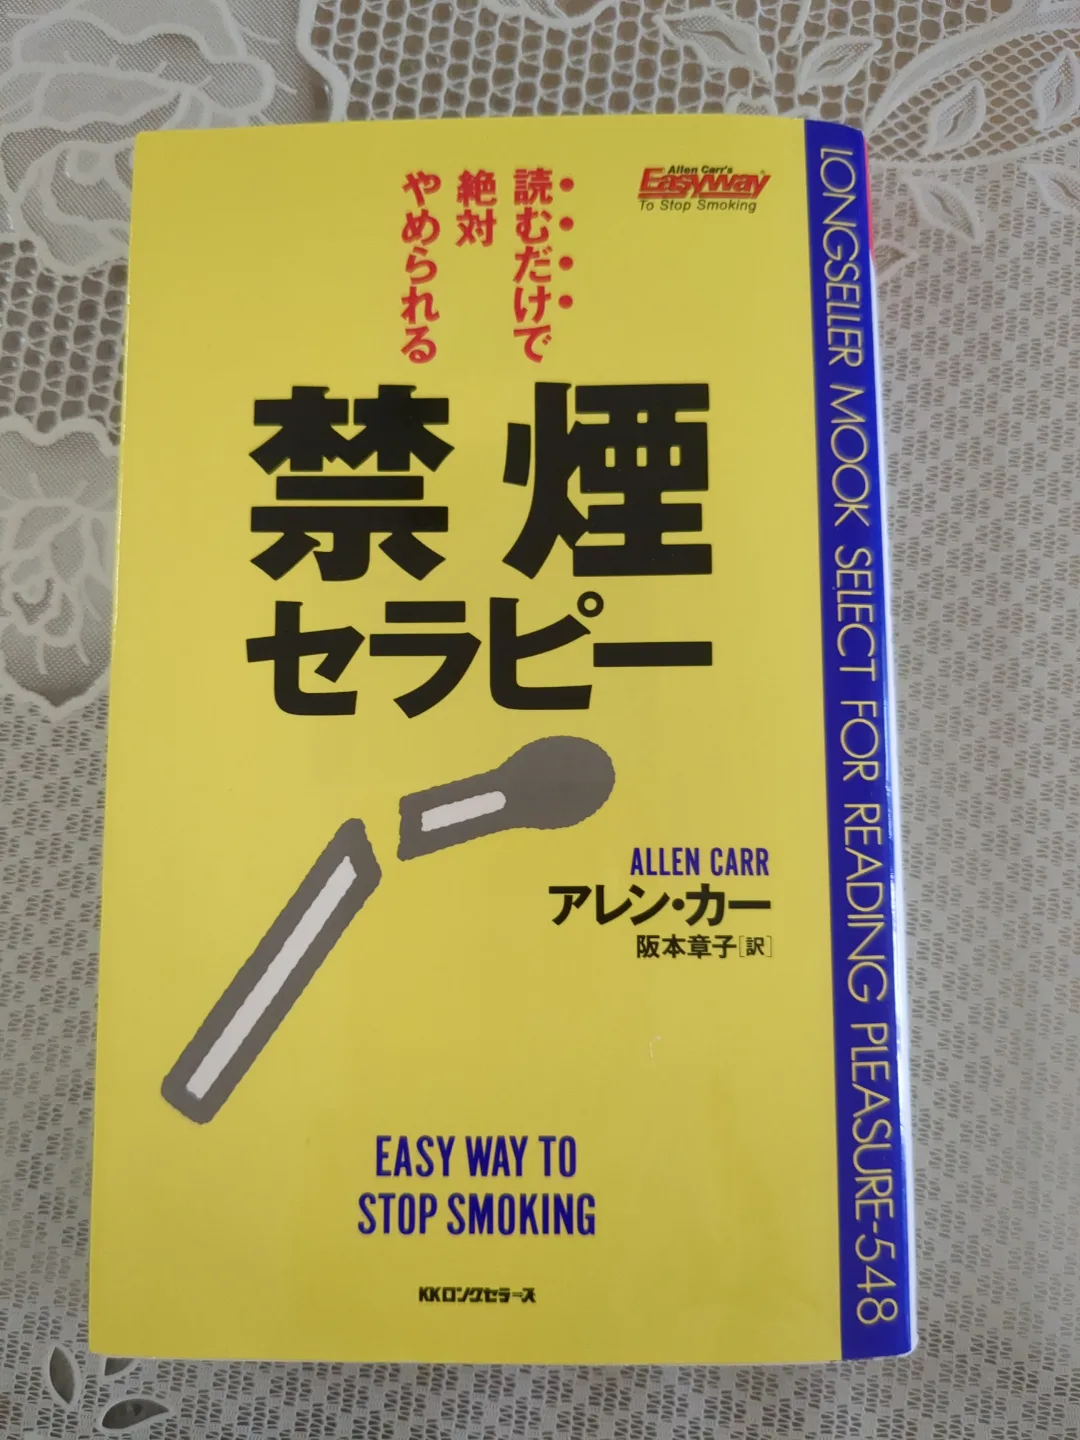 読むだけで
絶対
やめられる
Allen Carr's
Easyway
To Stop Smoking
禁煙
セラピー
ALLEN CARR
アレン・カー
阪本章子[訳]
EASY WAY TO
STOP SMOKING
KKロングセラーズ
LONGSELLER MOOK SELECT FOR READING PLEASURE-548